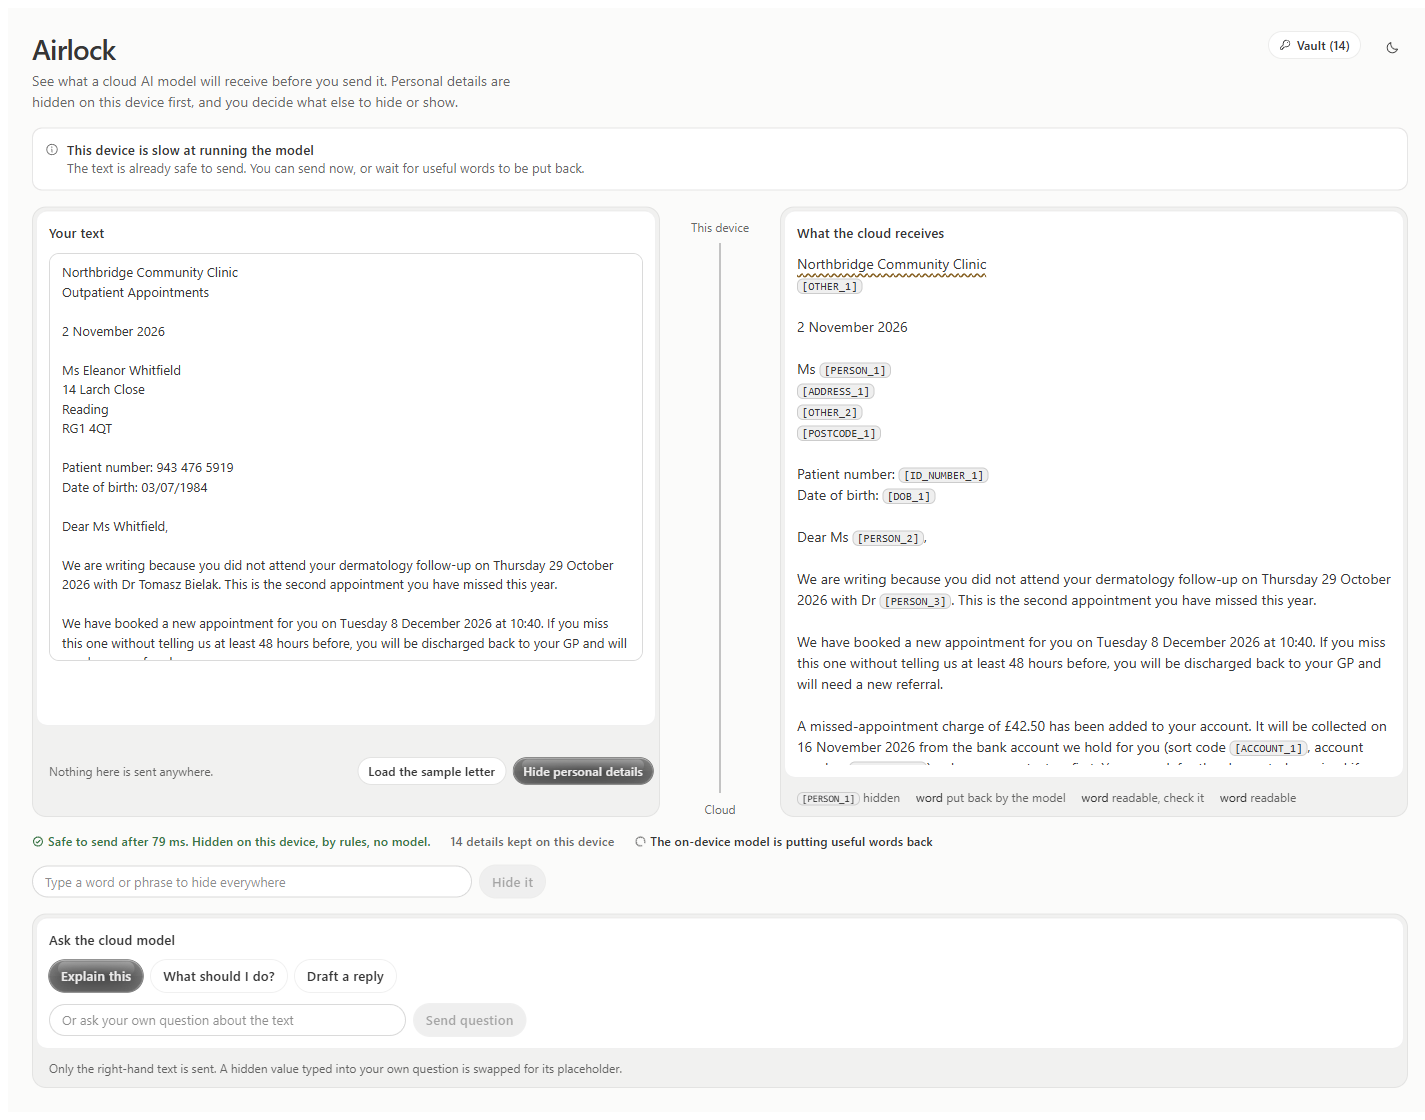 Airlock
Vault (14)
See what a cloud AI model will receive before you send it. Personal details are
hidden on this device first, and you decide what else to hide or show.
This device is slow at running the model
The text is already safe to send. You can send now, or wait for useful words to be put back.
Your text
Northbridge Community Clinic
Outpatient Appointments
2 November 2026
Ms Eleanor Whitfield
14 Larch Close
Reading
RG1 4QT
Patient number: 943 476 5919
Date of birth: 03/07/1984
Dear Ms Whitfield,
We are writing because you did not attend your dermatology follow-up on Thursday 29 October
2026 with Dr Tomasz Bielak. This is the second appointment you have missed this year.
We have booked a new appointment for you on Tuesday 8 December 2026 at 10:40. If you miss
this one without telling us at least 48 hours before, you will be discharged back to your GP and will
Nothing here is sent anywhere.
Load the sample letter
Hide personal details
This device
Cloud
What the cloud receives
Northbridge Community Clinic
[OTHER_1]
2 November 2026
Ms [PERSON_1]
[ADDRESS_1]
[OTHER_2]
[POSTCODE_1]
Patient number: [ID_NUMBER_1]
Date of birth: [DOB_1]
Dear Ms [PERSON_2],
We are writing because you did not attend your dermatology follow-up on Thursday 29 October
2026 with Dr [PERSON_3]. This is the second appointment you have missed this year.
We have booked a new appointment for you on Tuesday 8 December 2026 at 10:40. If you miss
this one without telling us at least 48 hours before, you will be discharged back to your GP and
will need a new referral.
A missed-appointment charge of £42.50 has been added to your account. It will be collected on
16 November 2026 from the bank account we hold for you (sort code [ACCOUNT_1], account
[PERSON_1] hidden
word put back by the model
word readable, check it
word readable
Safe to send after 79 ms. Hidden on this device, by rules, no model.
14 details kept on this device
The on-device model is putting useful words back
Type a word or phrase to hide everywhere
Hide it
Ask the cloud model
Explain this
What should I do?
Draft a reply
Or ask your own question about the text
Send question
Only the right-hand text is sent. A hidden value typed into your own question is swapped for its placeholder.